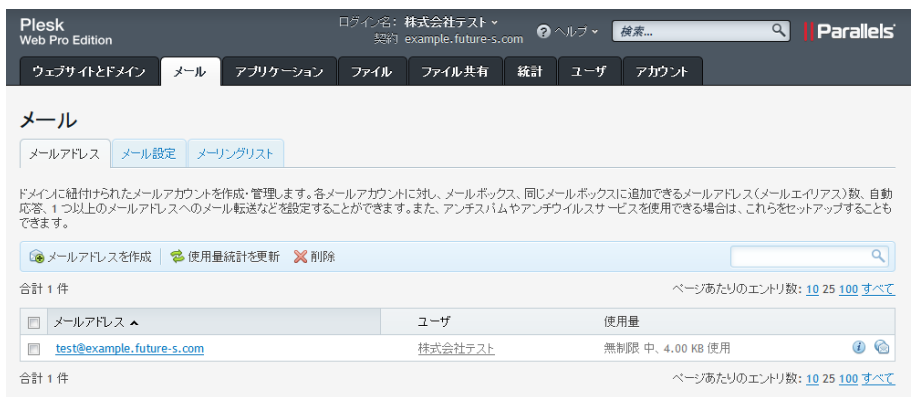 Plesk
Web Pro Edition
ログイン名: 株式会社テスト
契約 example.future-s.com
ヘルプ
検索...
Parallels
ウェブサイトとドメイン メール アプリケーション ファイル ファイル共有 統計 ユーザ アカウント
メール
メールアドレス メール設定 メーリングリスト
ドメインに紐付けられたメールアカウントを作成・管理します。各メールアカウントに対し、メールボックス、同じメールボックスに追加できるメールアドレス(メールエイリアス)数、自動
応答、1 つ以上のメールアドレスへのメール転送などを設定することができます。また、アンチスパムやアンチウイルスサービスを使用できる場合は、これらをセットアップすることも
できます。
メールアドレスを作成 使用量統計を更新 削除
合計 1 件 ページあたりのエントリ数: 10 25 100 すべて
メールアドレス ユーザ 使用量
test@example.future-s.com 株式会社テスト 無制限 中、4.00 KB 使用
合計 1 件 ページあたりのエントリ数: 10 25 100 すべて